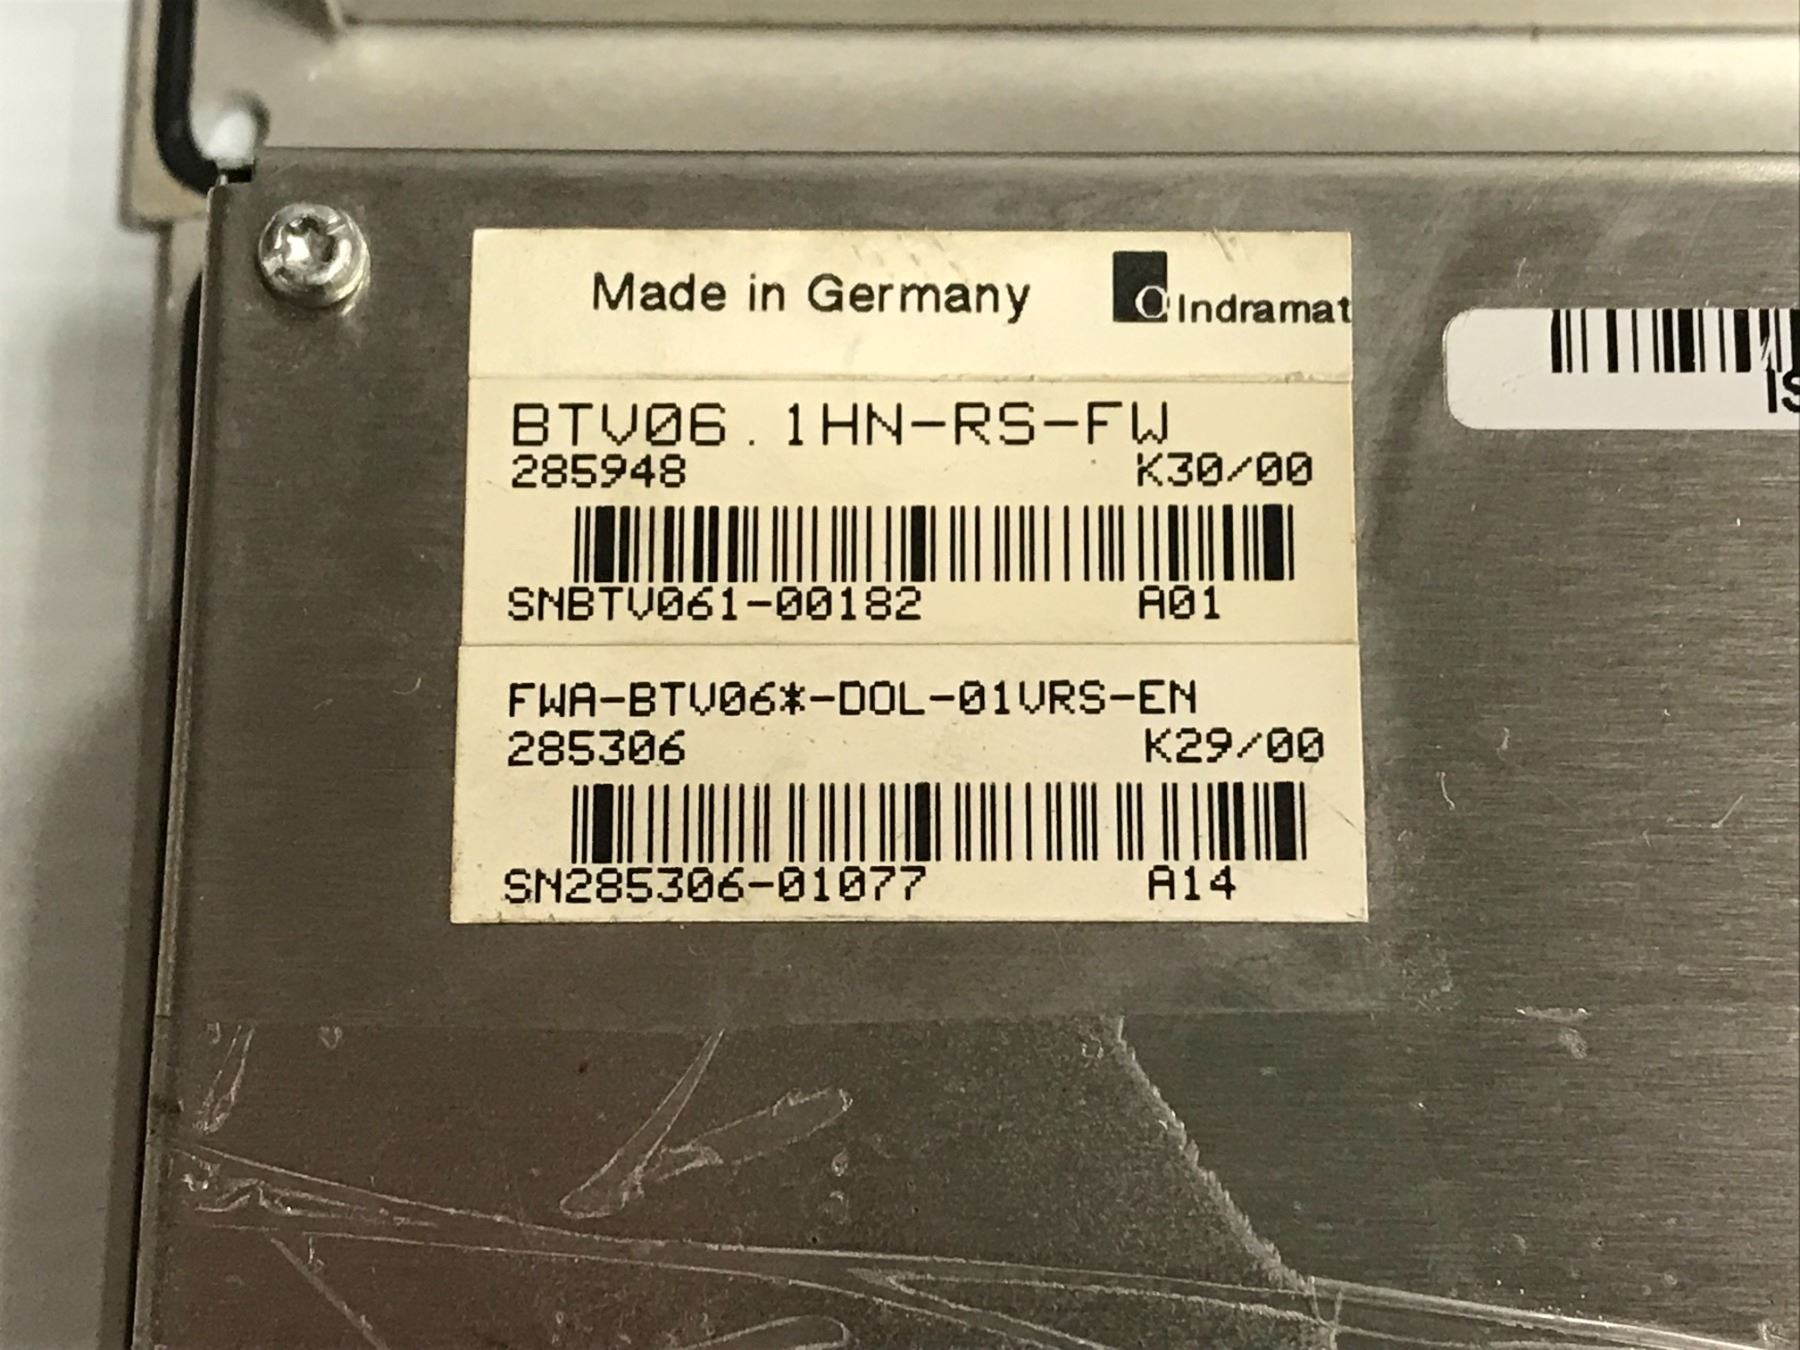 Made in Germany
Indramat
BTV06.1HN-RS-FW
285948 K30/00
SNBTV061-00182 A01
FWA-BTV06*-DOL-01VRS-EN
285306 K29/00
SN285306-01077 A14